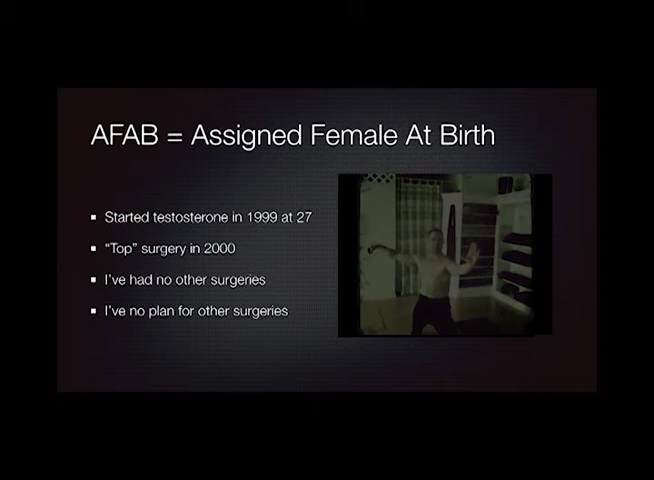 AFAB = Assigned Female At Birth
Started testosterone in 1999 at 27
“Top” surgery in 2000
I’ve had no other surgeries
I’ve no plan for other surgeries